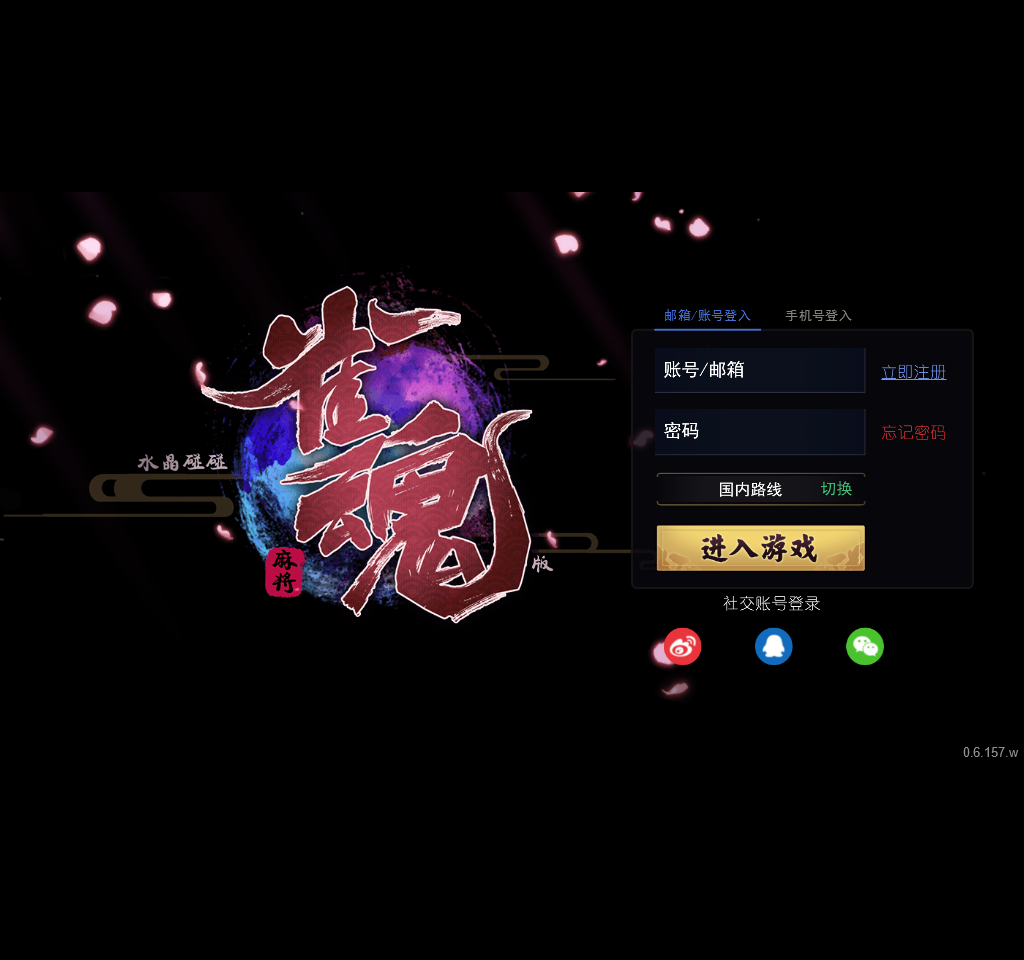 雀魂
麻将
水晶碰碰
版
邮箱/账号登入
手机号登入
账号/邮箱
立即注册
密码
忘记密码
国内路线
切换
进入游戏
社交账号登录
0.6.157.w